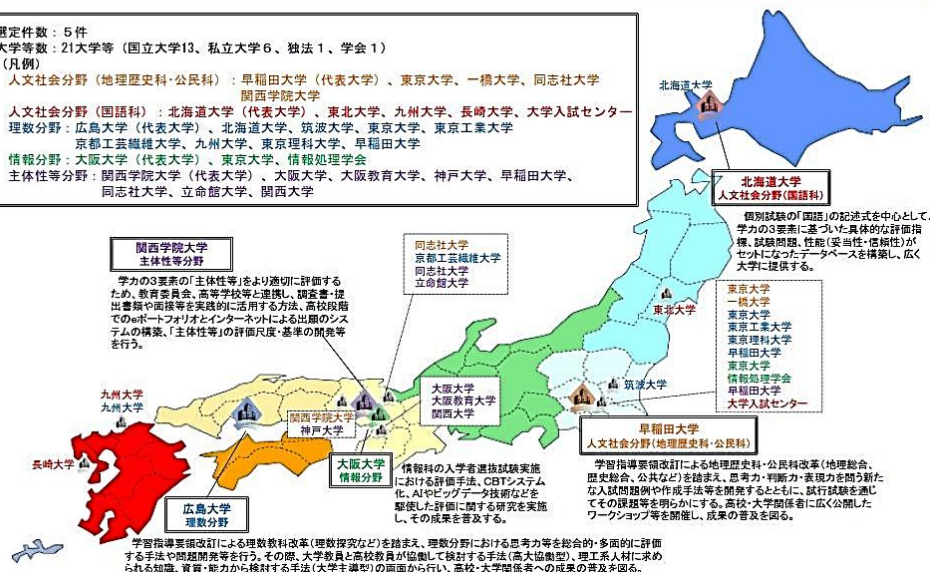 選定件数：５件
大学等数：21大学等（国立大学13、私立大学６、独法１、学会１）
（凡例）
人文社会分野（地理歴史科・公民科）：早稲田大学（代表大学）、東京大学、一橋大学、同志社大学
関西学院大学
人文社会分野（国語科）：北海道大学（代表大学）、東北大学、九州大学、長崎大学、大学入試センター
理数分野：広島大学（代表大学）、北海道大学、筑波大学、東京大学、東京工業大学
京都工芸繊維大学、九州大学、東京理科大学、早稲田大学
情報分野：大阪大学（代表大学）、東京大学、情報処理学会
主体性等分野：関西学院大学（代表大学）、大阪大学、大阪教育大学、神戸大学、早稲田大学、
同志社大学、立命館大学、関西大学
北海道大学
北海道大学
人文社会分野（国語科）
個別試験の「国語」の記述式を中心として、
学力の３要素に基づいた具体的な評価指
標、試験問題、性能（妥当性・信頼性）が
セットになったデータベースを構築し、広く
大学に提供する。
関西学院大学
主体性等分野
学力の３要素の「主体性等」をより適切に評価する
ため、教育委員会、高等学校等と連携し、調査書・提
出書類や面接等を実践的に活用する方法、高校段階
でのeポートフォリオとインターネットによる出願のシス
テムの構築、「主体性等」の評価尺度・基準の開発等
を行う。
同志社大学
京都工芸繊維大学
同志社大学
立命館大学
東北大学
東京大学
一橋大学
東京大学
東京工業大学
東京理科大学
早稲田大学
東京大学
情報処理学会
早稲田大学
大学入試センター
筑波大学
九州大学
九州大学
長崎大学
関西学院大学
神戸大学
大阪大学
大阪教育大学
関西大学
早稲田大学
人文社会分野（地理歴史科・公民科）
学習指導要領改訂による地理歴史科・公民科改革（地理総合、
歴史総合、公共など）を踏まえ、思考力・判断力・表現力を問う新た
な入試問題例や作成手法等を開発するとともに、試行試験を通じ
てその課題等を明らかにする。高校・大学関係者に広く公開した
ワークショップ等を開催し、成果の普及を図る。
大阪大学
情報分野
情報科の入学者選抜試験実施
における評価手法、CBTシステム
化、AIやビッグデータ技術などを
駆使した評価に関する研究を実施
し、その成果を普及する。
広島大学
理数分野
学習指導要領改訂による理数教科改革（理数探究など）を踏まえ、理数分野における思考力等を総合的・多面的に評価
する手法や問題開発等を行う。その際、大学教員と高校教員が協働して検討する手法（高大協働型）、理工系人材に求め
られる知識、資質・能力から検討する手法（大学主導型）の両面から行い、高校・大学関係者への成果の普及を図る。